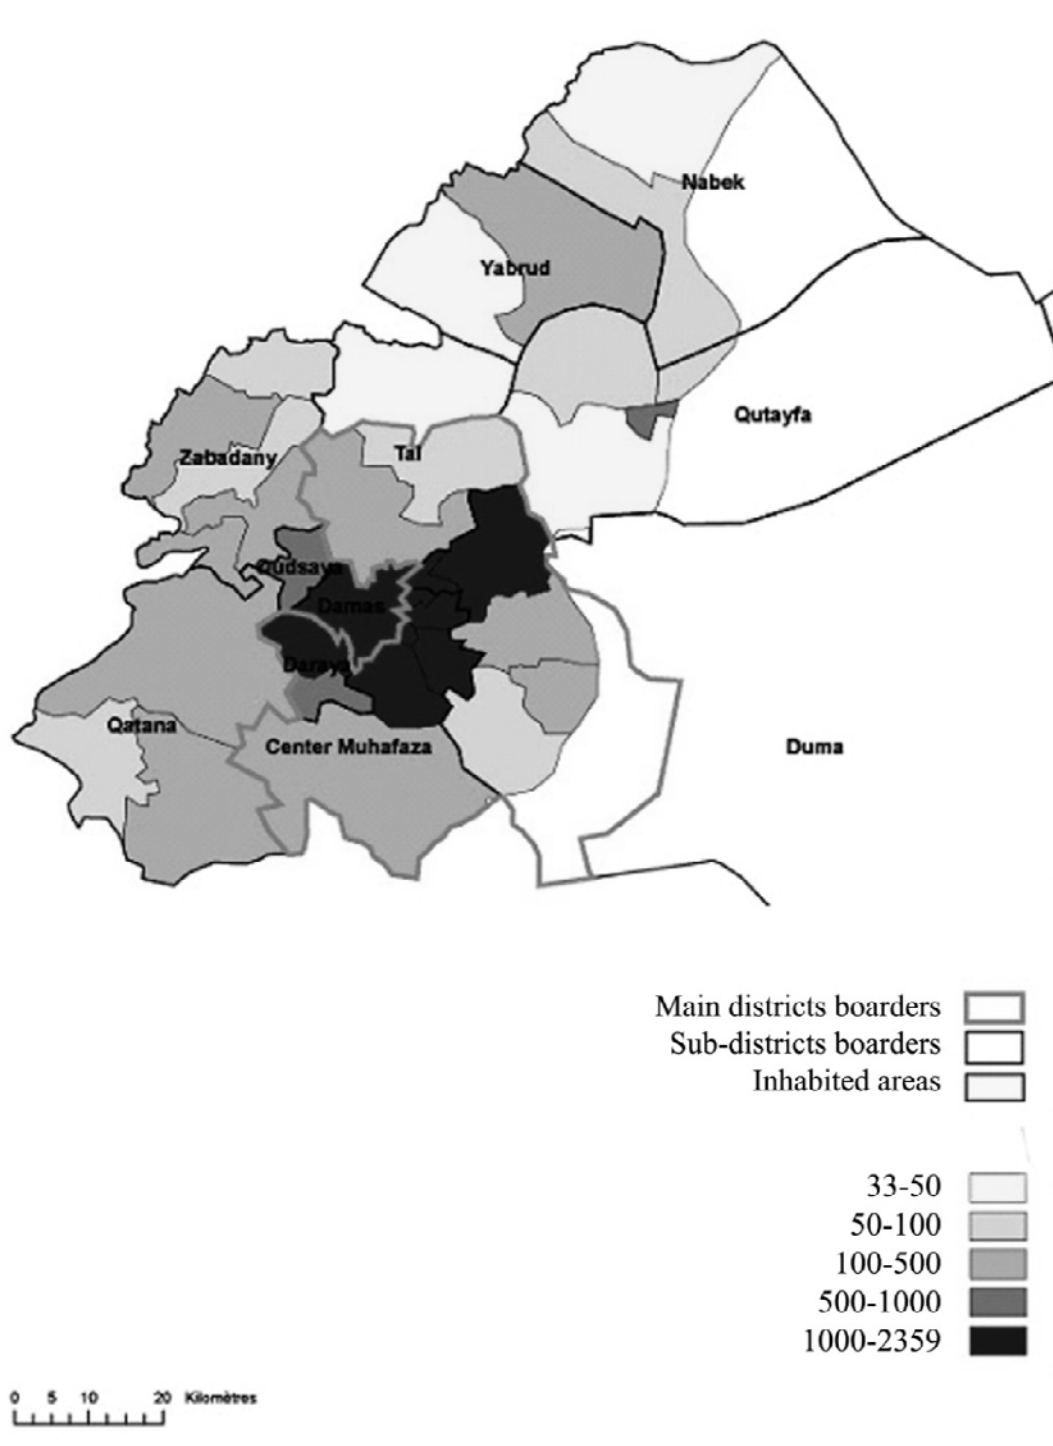 Nabek
Yabrud
Qutayfa
Tal
Zabadany
Qudsaya
Damas
Daraya
Qatana
Center Muhafaza
Duma
Main districts boarders
Sub-districts boarders
Inhabited areas
33-50
50-100
100-500
500-1000
1000-2359
0 5 10 20 Kilomètres